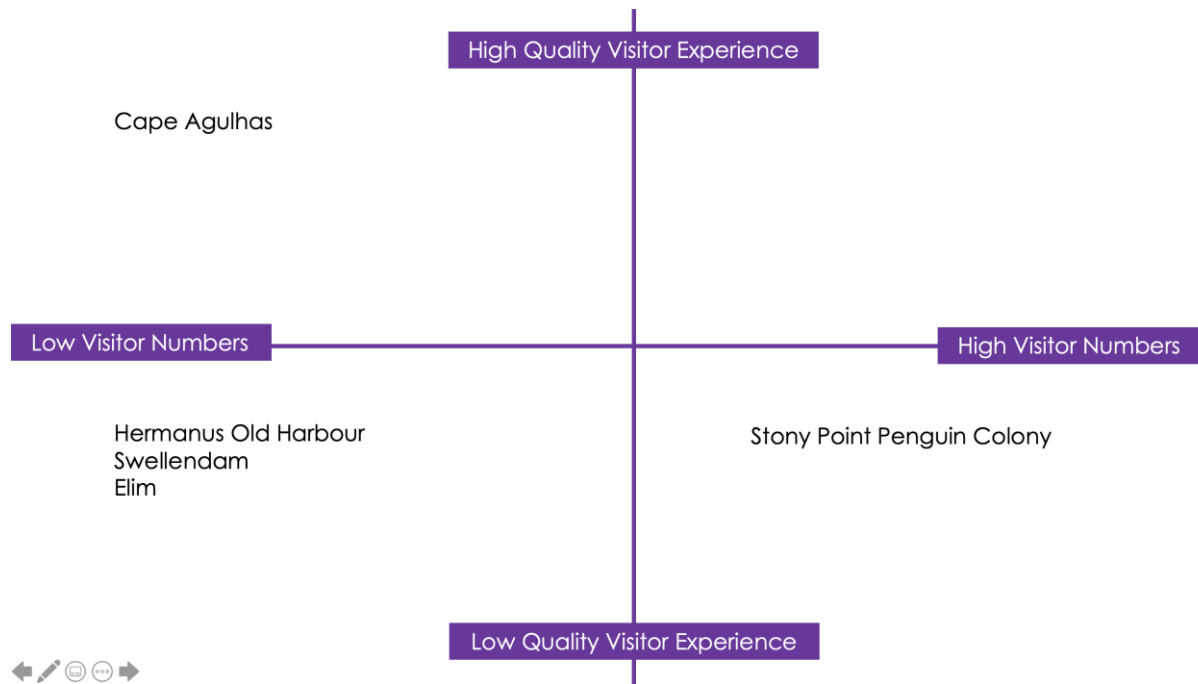 High Quality Visitor Experience
Cape Agulhas
Low Visitor Numbers
High Visitor Numbers
Hermanus Old Harbour
Swellendam
Elim
Stony Point Penguin Colony
Low Quality Visitor Experience